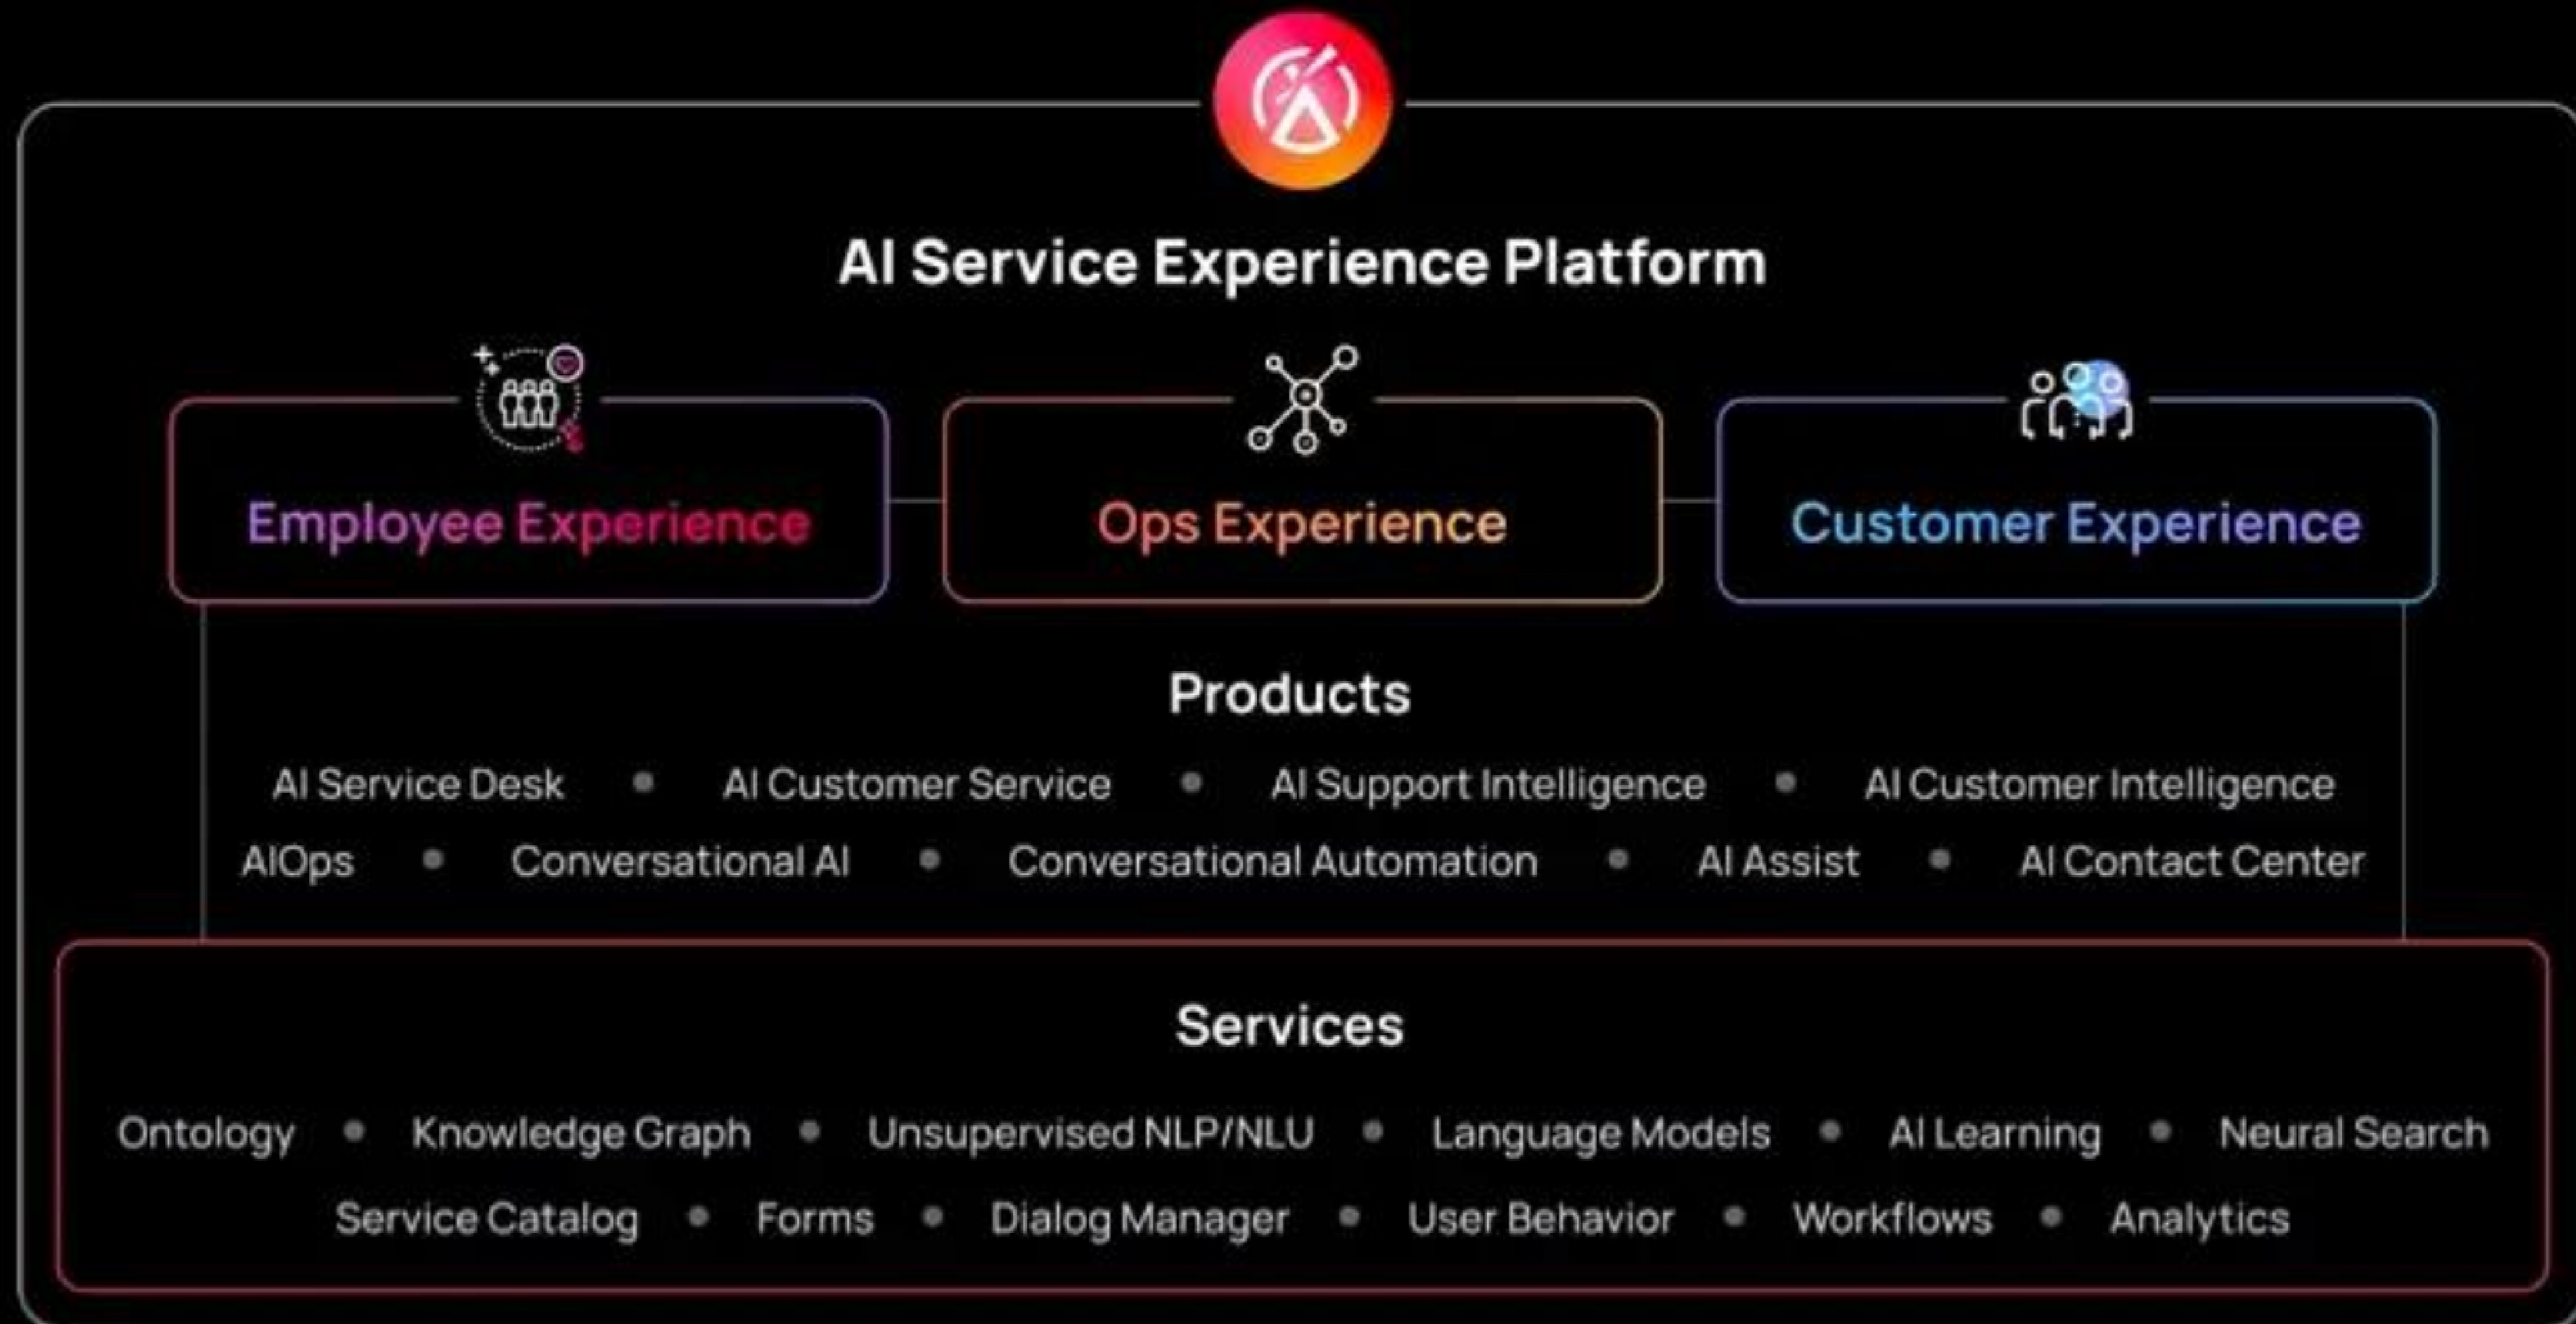 AI Service Experience Platform
Employee Experience
Ops Experience
Customer Experience
Products
AI Service Desk • AI Customer Service • AI Support Intelligence • AI Customer Intelligence
AIOps • Conversational AI • Conversational Automation • AI Assist • AI Contact Center
Services
Ontology • Knowledge Graph • Unsupervised NLP/NLU • Language Models • AI Learning • Neural Search
Service Catalog • Forms • Dialog Manager • User Behavior • Workflows • Analytics